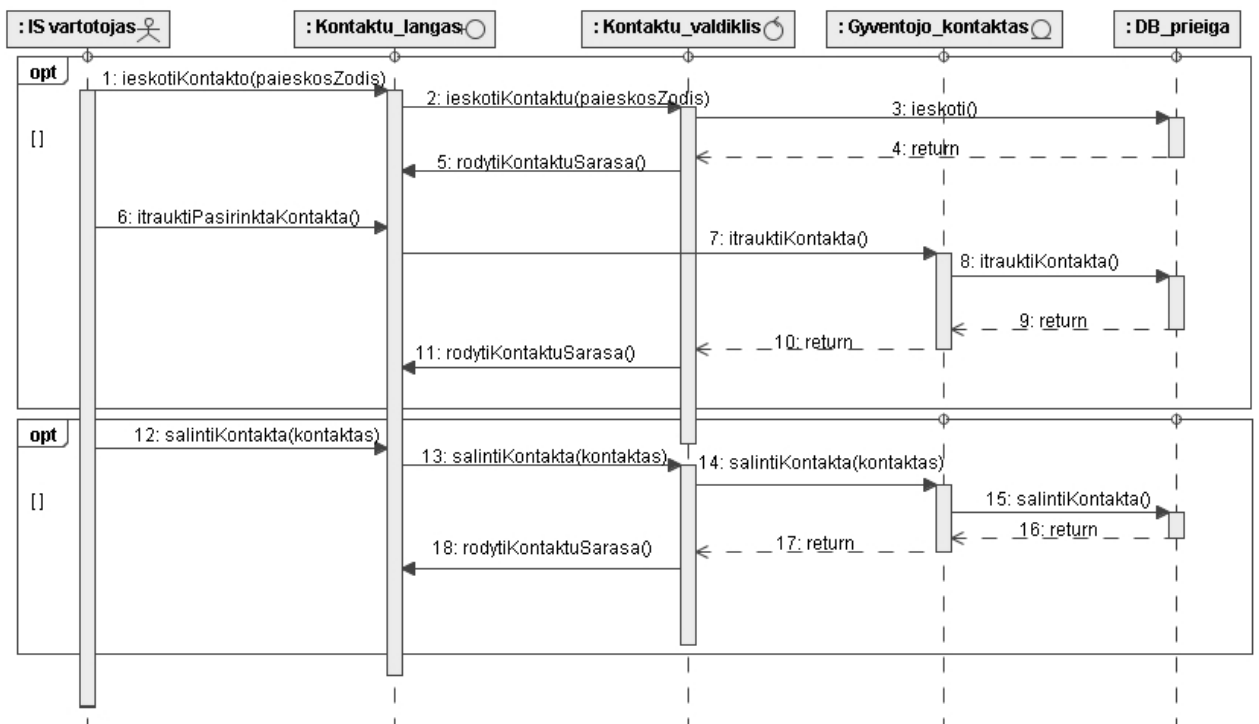 : IS vartotojas
: Kontaktu_langas
: Kontaktu_valdiklis
: Gyventojo_kontaktas
: DB_prieiga
opt
1: ieskotiKontakto(paieskosZodis)
2: ieskotiKontaktu(paieskosZodis)
3: ieskoti()
[ ]
4: return
5: rodytiKontaktuSarasa()
6: itrauktiPasirinktaKontakta()
7: itrauktiKontakta()
8: itrauktiKontakta()
9: return
10: return
11: rodytiKontaktuSarasa()
opt
12: salintiKontakta(kontaktas)
13: salintiKontakta(kontaktas)
14: salintiKontakta(kontaktas)
[ ]
15: salintiKontakta()
16: return
17: return
18: rodytiKontaktuSarasa()